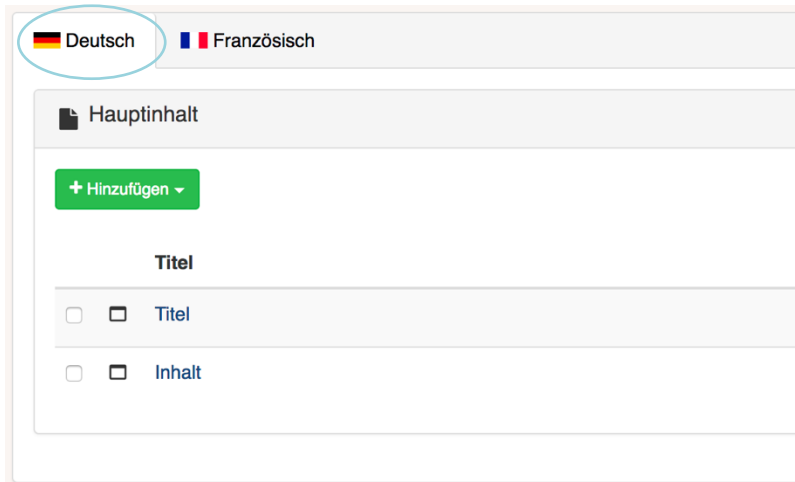 Deutsch Französisch
Hauptinhalt
+ Hinzufügen
Titel
Titel
Inhalt